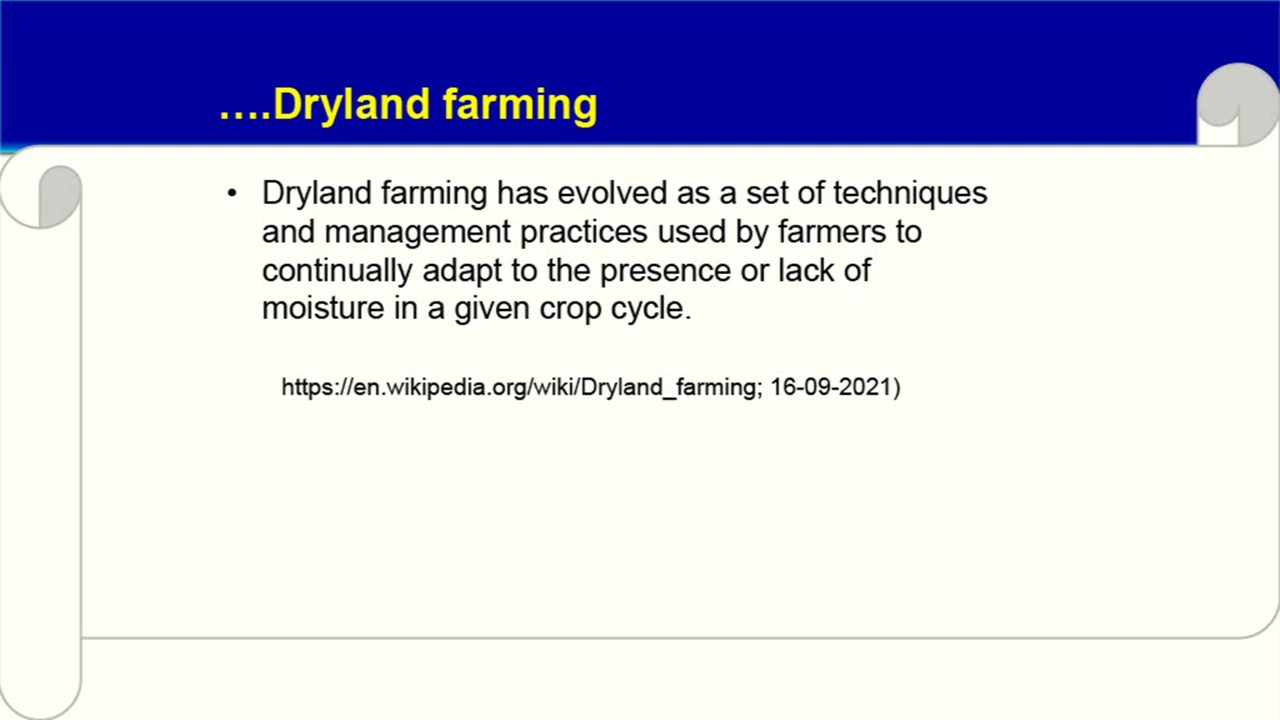 ….Dryland farming
• Dryland farming has evolved as a set of techniques
and management practices used by farmers to
continually adapt to the presence or lack of
moisture in a given crop cycle.
https://en.wikipedia.org/wiki/Dryland_farming; 16-09-2021)